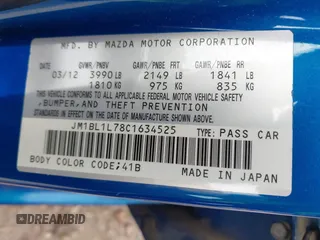 MFD. BY MAZDA MOTOR CORPORATION
GVWR/PNBV GAWR/PNBE FRT GAWR/PNBE RR
03/12 3990 LB 2149 LB 1841 LB
1810 KG 975 KG 835 KG
THIS VEHICLE CONFORMS TO ALL APPLICABLE
FEDERAL MOTOR VEHICLE SAFETY,
BUMPER, AND THEFT PREVENTION
STANDARDS IN EFFECT ON THE DATE OF
MANUFACTURE SHOWN ABOVE.
JM1BL1L78C1634525 TYPE: PASS CAR
BODY COLOR CODE:41B
MADE IN JAPAN
DREAMBID